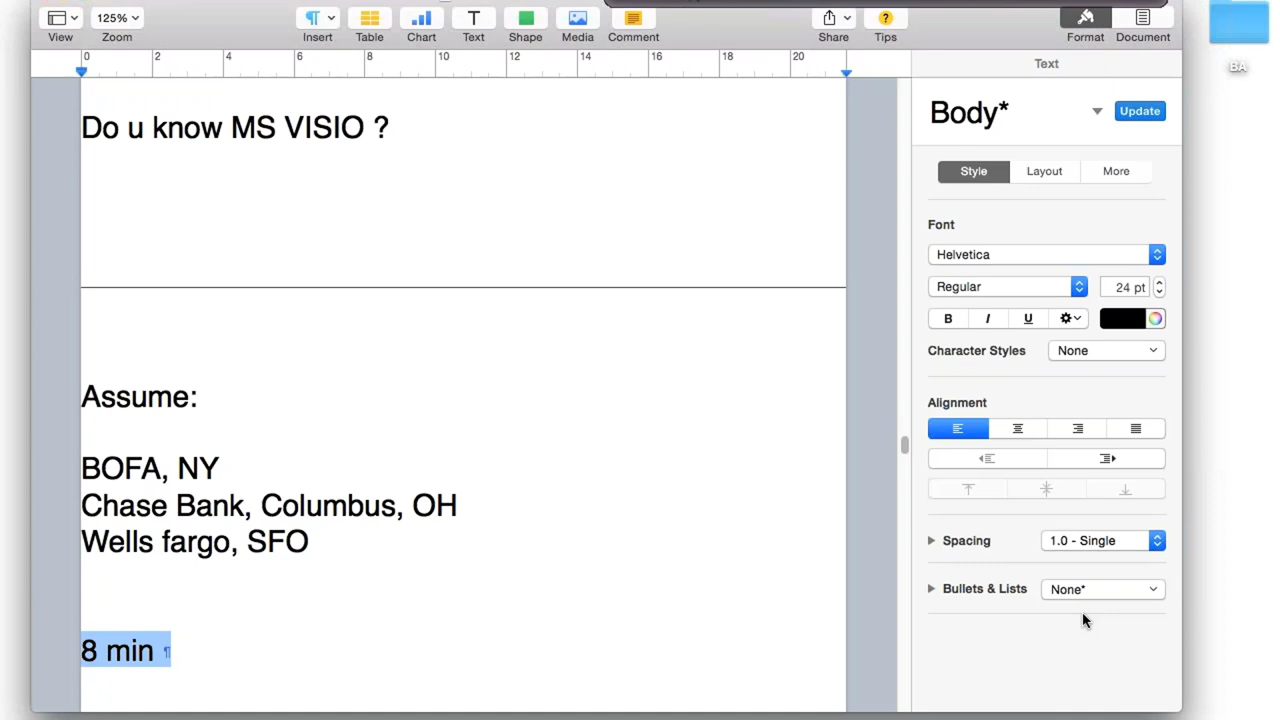 125%
View
Zoom
Insert
Table
Chart
Text
Shape
Media
Comment
Share
Tips
Format
Document
BA
0 2 4 6 8 10 12 14 16 18 20
Text
Body*
Update
Style
Layout
More
Font
Helvetica
Regular
24 pt
B I U
Character Styles
None
Alignment
Spacing
1.0 - Single
Bullets & Lists
None*
Do u know MS VISIO ?
Assume:
BOFA, NY
Chase Bank, Columbus, OH
Wells fargo, SFO
8 min ¶